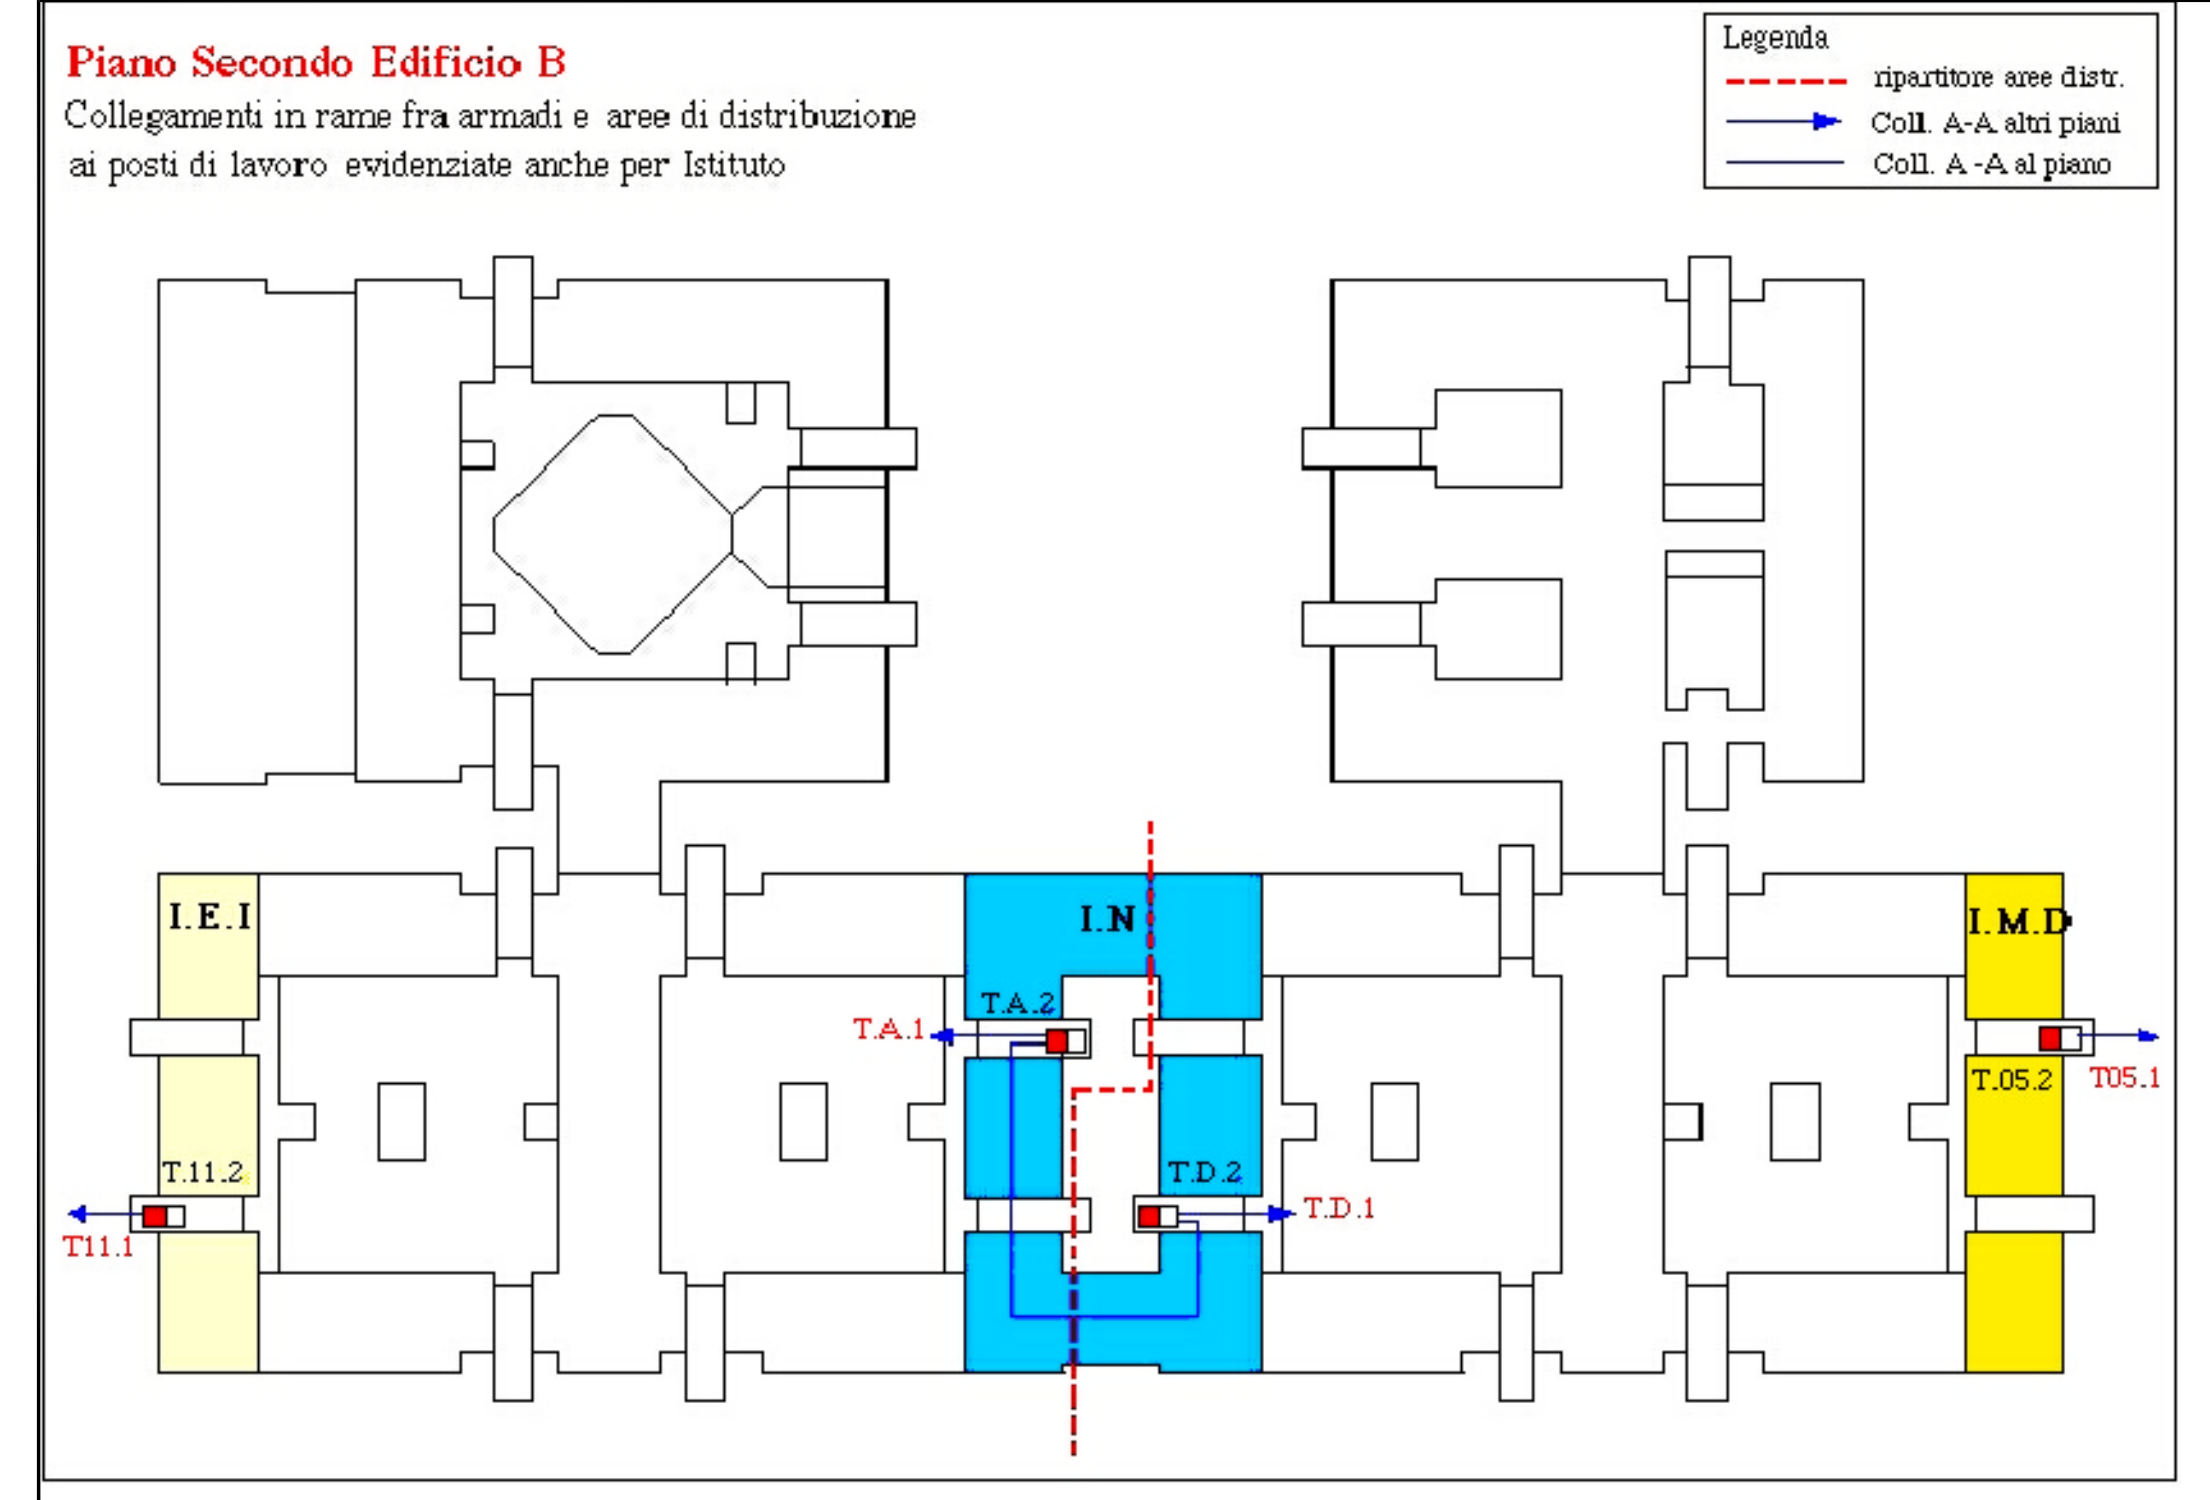 Piano Secondo Edificio B
Collegamenti in rame fra armadi e aree di distribuzione
ai posti di lavoro evidenziate anche per Istituto
Legenda
ripartitore aree distr.
Coll. A-A altri piani
Coll. A-A al piano
I.E.I
I.N
I.M.D
T.A.2
T.A.1
T.05.2
T05.1
T.11.2
T.D.2
T.D.1
T11.1